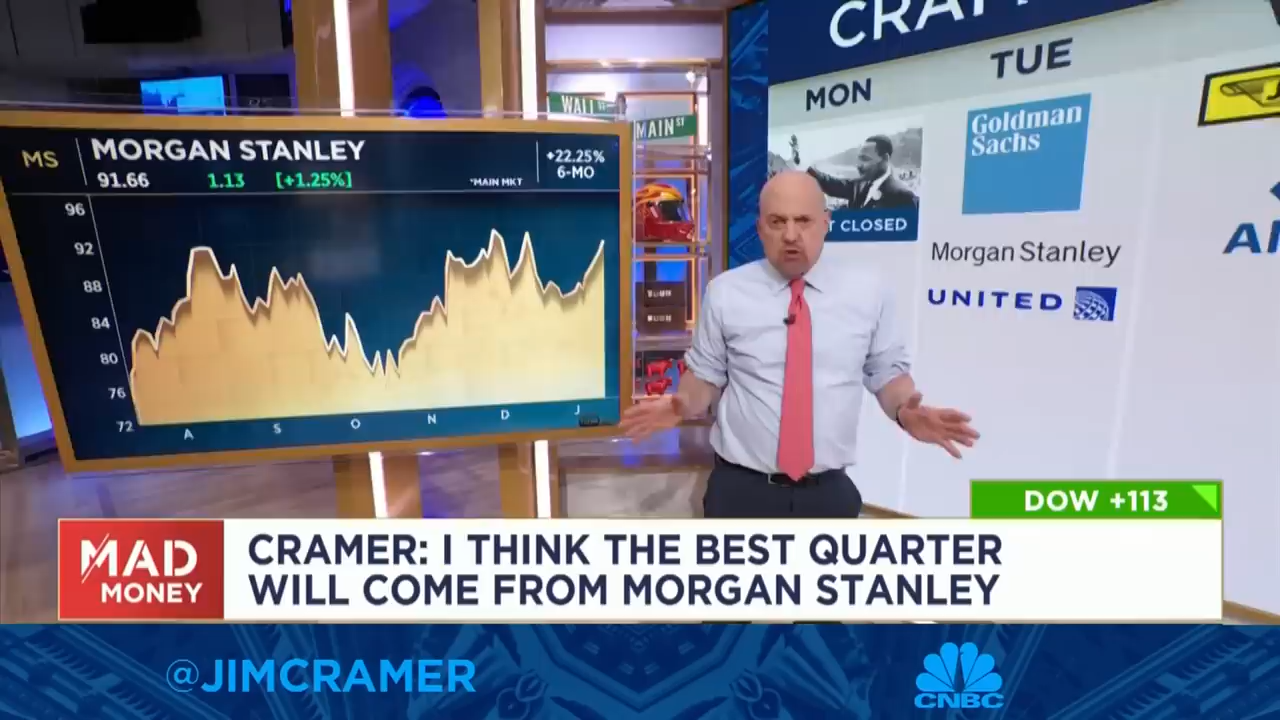 CRAM
MON
TUE
CLOSED
Goldman
Sachs
Morgan Stanley
UNITED
WALL ST
MAIN ST
MS
MORGAN STANLEY
91.66 1.13 [+1.25%]
*MAIN MKT
+22.25%
6-MO
96
92
88
84
80
76
72
A S O N D J
DOW +113
MAD
MONEY
CRAMER: I THINK THE BEST QUARTER
WILL COME FROM MORGAN STANLEY
@JIMCRAMER
CNBC